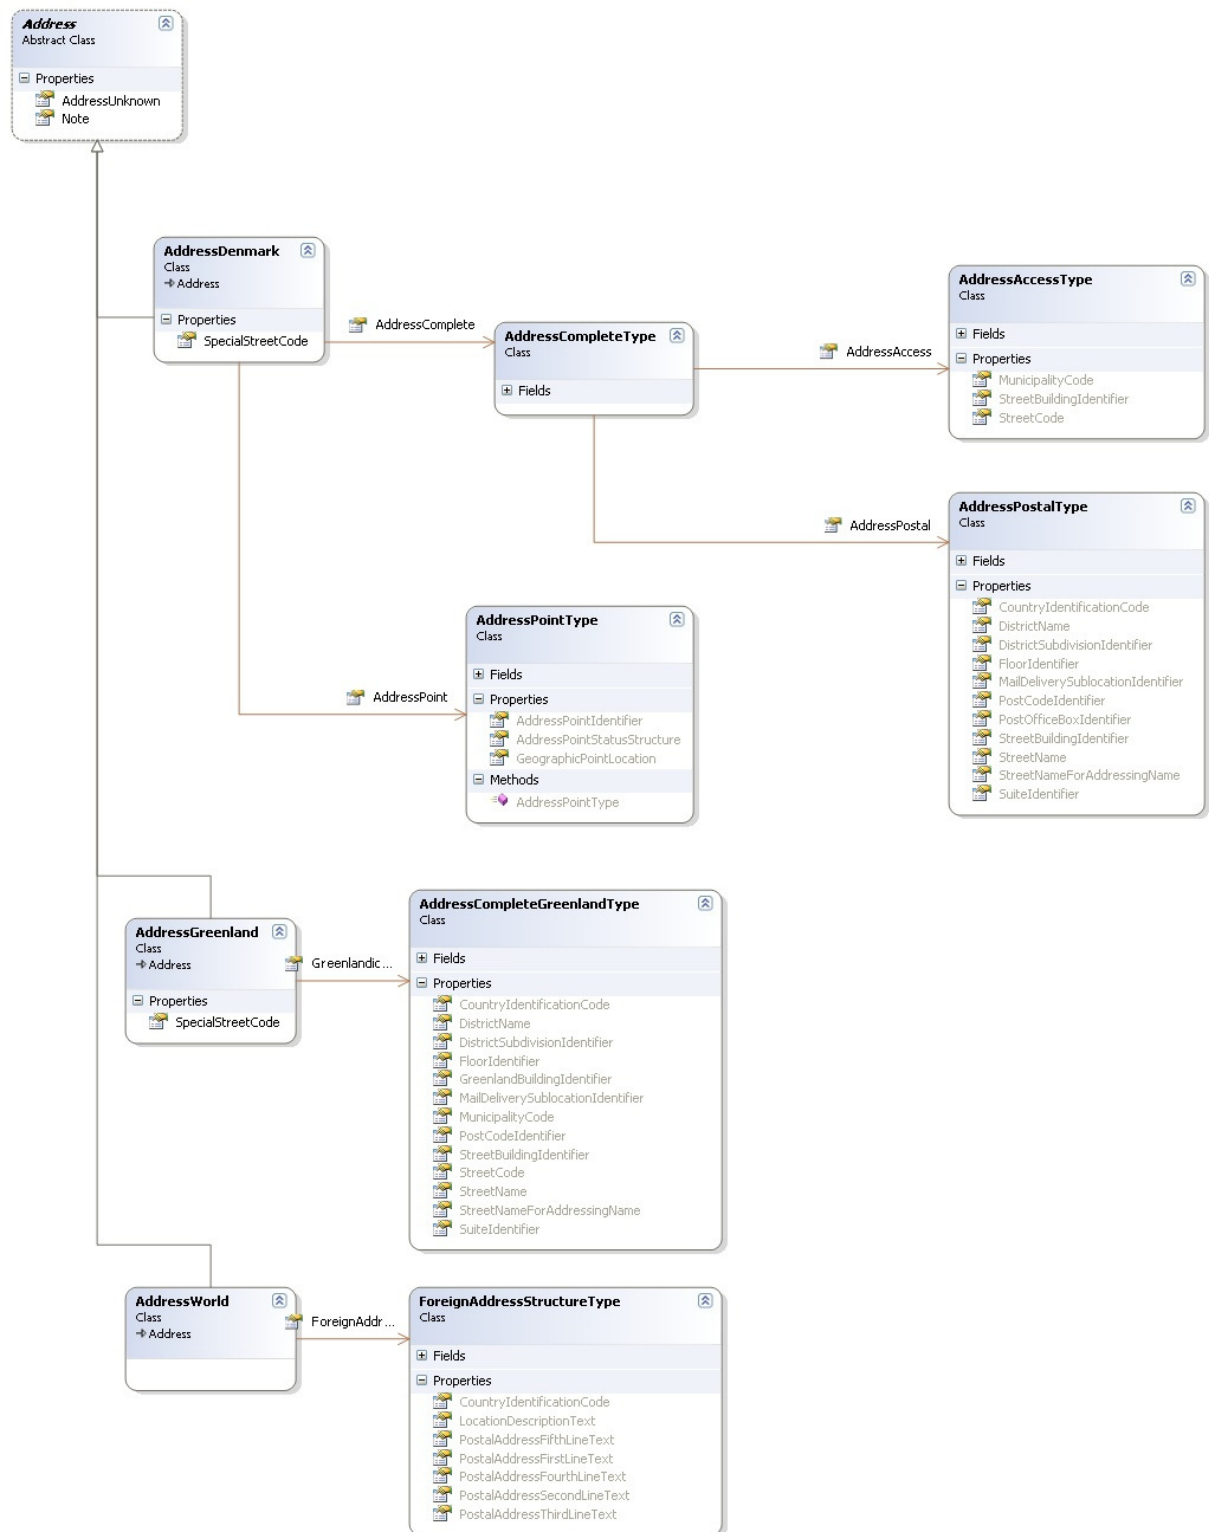 Address
Abstract Class
Properties
AddressUnknown
Note
AddressDenmark
Class
Address
Properties
SpecialStreetCode
AddressComplete
AddressCompleteType
Class
Fields
AddressAccess
AddressAccessType
Class
Fields
Properties
MunicipalityCode
StreetBuildingIdentifier
StreetCode
AddressPostal
AddressPostalType
Class
Fields
Properties
CountryIdentificationCode
DistrictName
DistrictSubdivisionIdentifier
FloorIdentifier
MailDeliverySublocationIdentifier
PostCodeIdentifier
PostOfficeBoxIdentifier
StreetBuildingIdentifier
StreetName
StreetNameForAddressingName
SuiteIdentifier
AddressPoint
AddressPointType
Class
Fields
Properties
AddressPointIdentifier
AddressPointStatusStructure
GeographicPointLocation
Methods
AddressPointType
AddressGreenland
Class
Address
Properties
SpecialStreetCode
Greenlandic...
AddressCompleteGreenlandType
Class
Fields
Properties
CountryIdentificationCode
DistrictName
DistrictSubdivisionIdentifier
FloorIdentifier
GreenlandBuildingIdentifier
MailDeliverySublocationIdentifier
MunicipalityCode
PostCodeIdentifier
StreetBuildingIdentifier
StreetCode
StreetName
StreetNameForAddressingName
SuiteIdentifier
AddressWorld
Class
Address
ForeignAddr...
ForeignAddressStructureType
Class
Fields
Properties
CountryIdentificationCode
LocationDescriptionText
PostalAddressFifthLineText
PostalAddressFirstLineText
PostalAddressFourthLineText
PostalAddressSecondLineText
PostalAddressThirdLineText